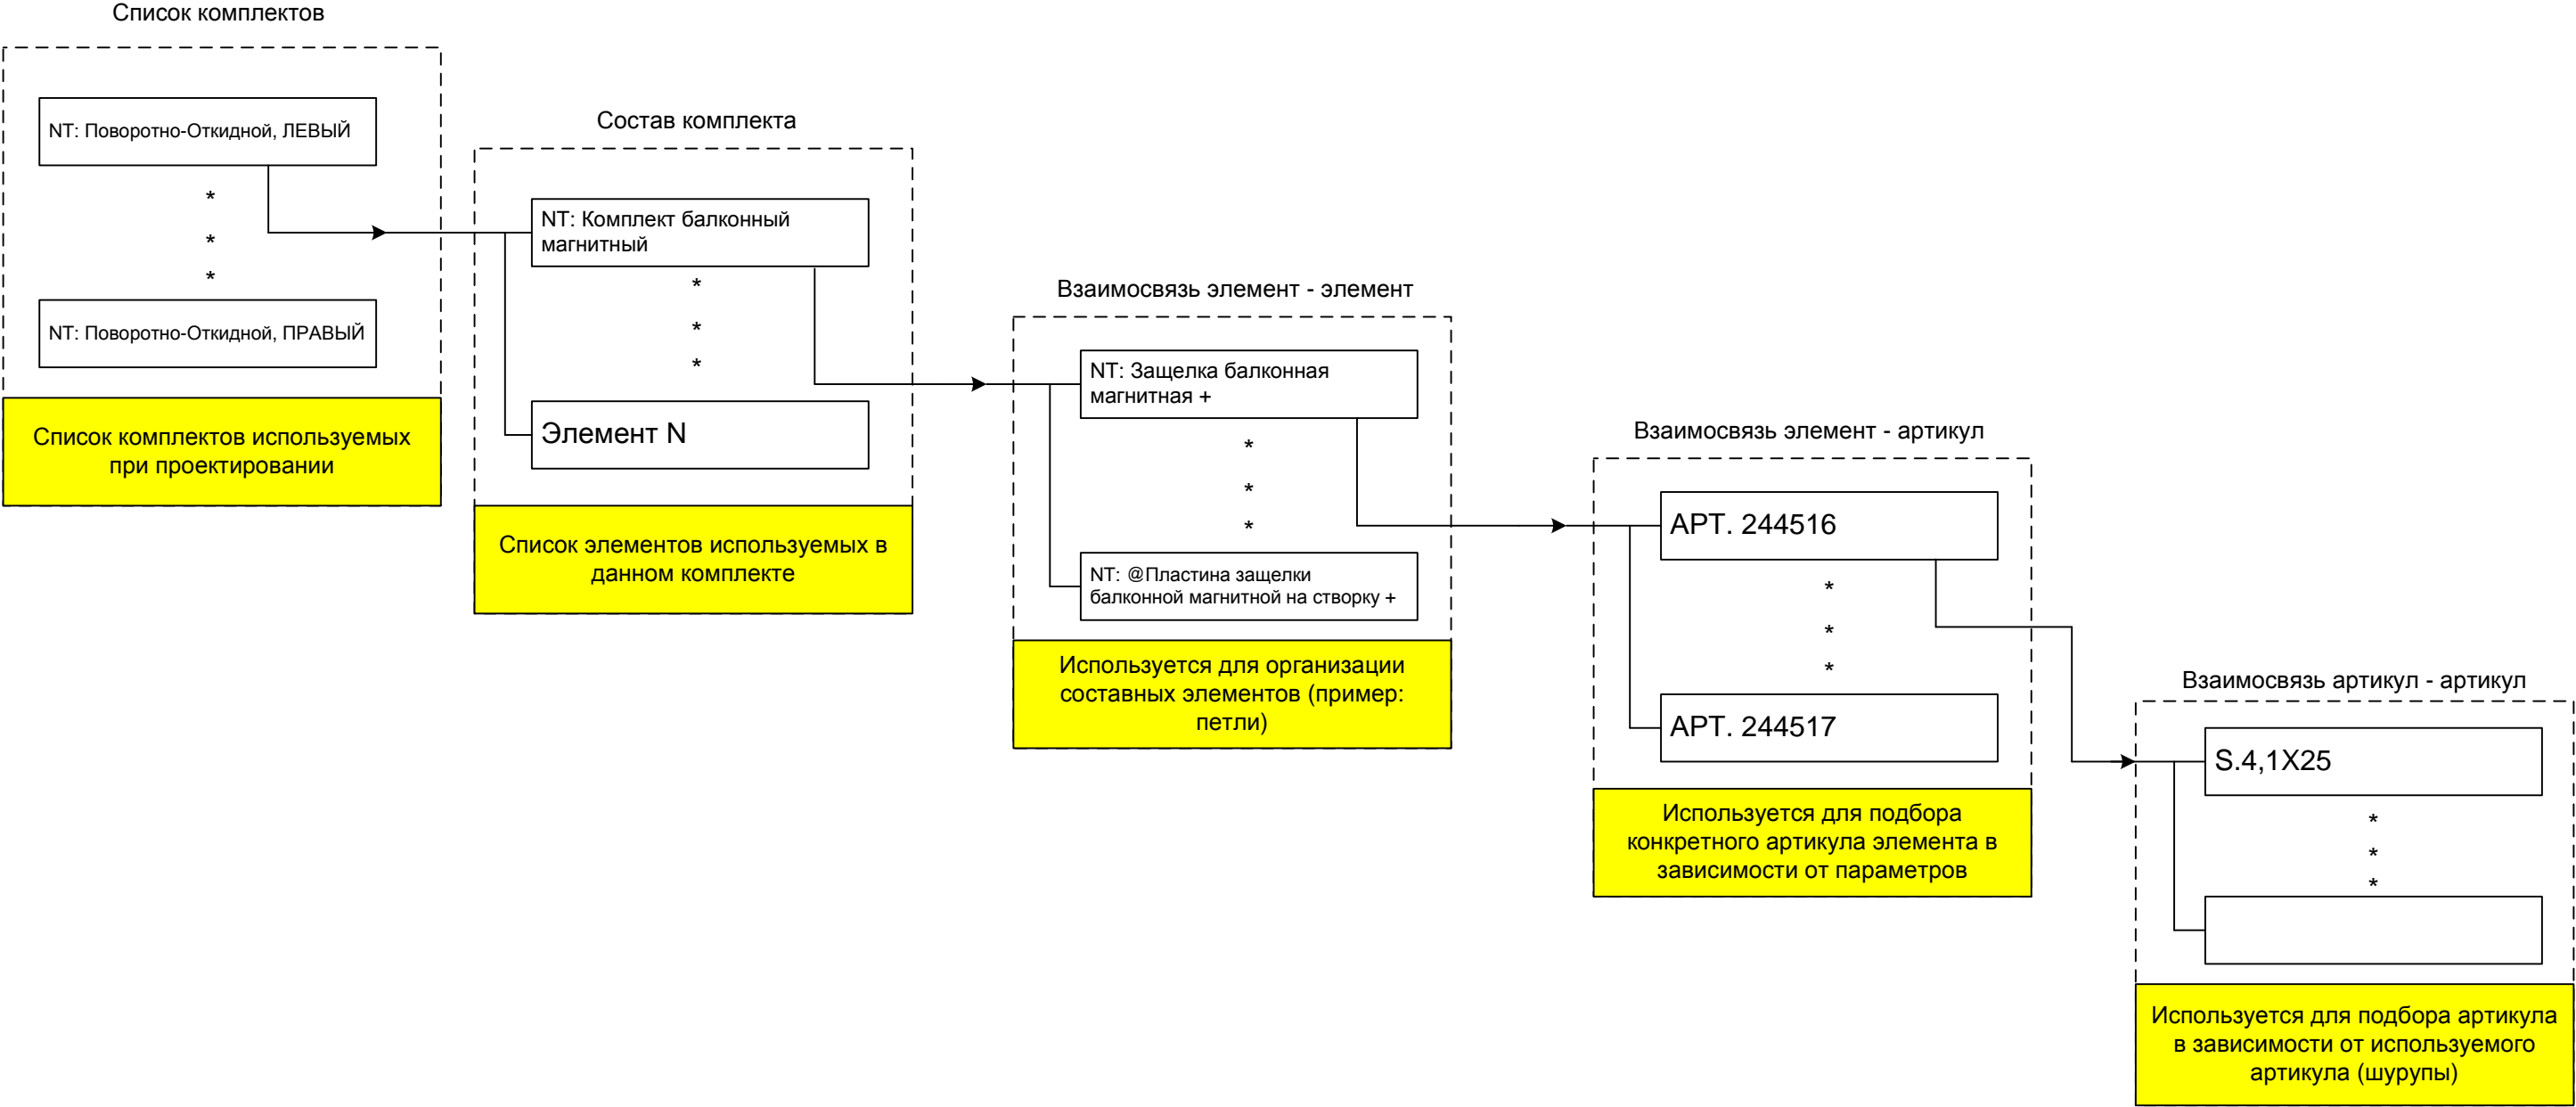 Список комплектов
NT: Поворотно-Откидной, ЛЕВЫЙ
*
*
*
NT: Поворотно-Откидной, ПРАВЫЙ
Список комплектов используемых
при проектировании
Состав комплекта
NT: Комплект балконный
магнитный
*
*
*
Элемент N
Список элементов используемых в
данном комплекте
Взаимосвязь элемент - элемент
NT: Защелка балконная
магнитная +
*
*
*
NT: @Пластина защелки
балконной магнитной на створку +
Используется для организации
составных элементов (пример:
петли)
Взаимосвязь элемент - артикул
АРТ. 244516
*
*
*
АРТ. 244517
Используется для подбора
конкретного артикула элемента в
зависимости от параметров
Взаимосвязь артикул - артикул
S.4,1X25
*
*
*
Используется для подбора артикула
в зависимости от используемого
артикула (шурупы)